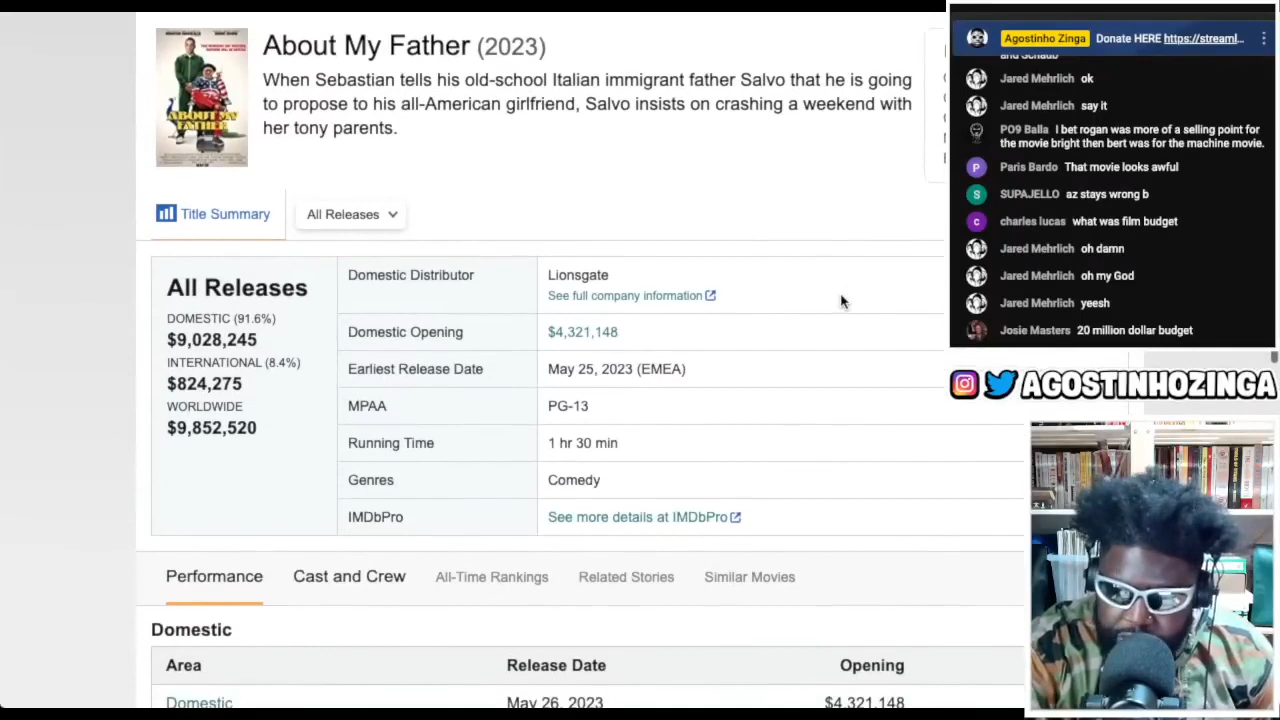 About My Father (2023)
When Sebastian tells his old-school Italian immigrant father Salvo that he is going
to propose to his all-American girlfriend, Salvo insists on crashing a weekend with
her tony parents.
ABOUT MY
FATHER
Title Summary
All Releases
All Releases
DOMESTIC (91.6%)
$9,028,245
INTERNATIONAL (8.4%)
$824,275
WORLDWIDE
$9,852,520
Domestic Distributor
Lionsgate
See full company information
Domestic Opening
$4,321,148
Earliest Release Date
May 25, 2023 (EMEA)
MPAA
PG-13
Running Time
1 hr 30 min
Genres
Comedy
IMDbPro
See more details at IMDbPro
Performance
Cast and Crew
All-Time Rankings
Related Stories
Similar Movies
Domestic
Area
Release Date
Opening
Domestic
May 26, 2023
$4,321,148
Agostinho Zinga Donate HERE https://streaml...
and Schaub
Jared Mehrlich ok
Jared Mehrlich say it
PO9 Balla I bet rogan was more of a selling point for
the movie bright then bert was for the machine movie.
P
Paris Bardo That movie looks awful
S
SUPAJELLO az stays wrong b
c
charles lucas what was film budget
Jared Mehrlich oh damn
Jared Mehrlich oh my God
Jared Mehrlich yeesh
Josie Masters 20 million dollar budget
AGOSTINHOZINGA